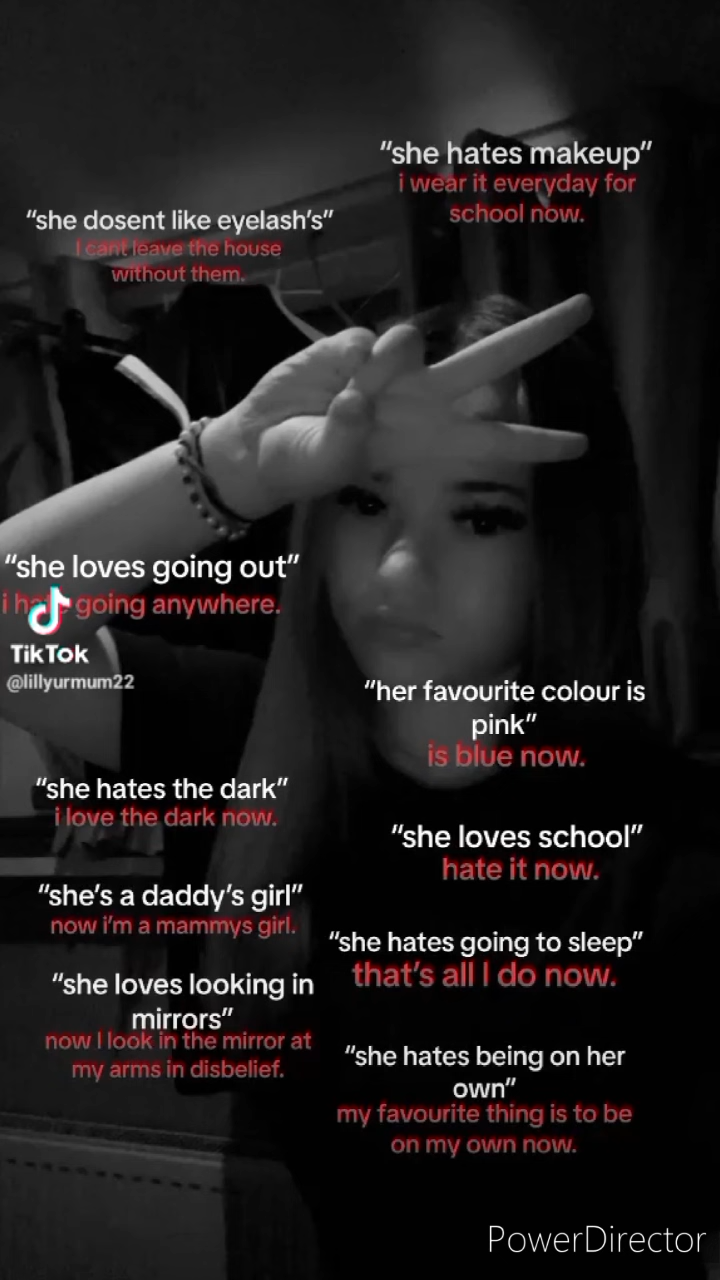 “she hates makeup”
i wear it everyday for
school now.
“she dosent like eyelash’s”
I cant leave the house
without them.
“she loves going out”
i hate going anywhere.
TikTok
@lillyurmum22
“her favourite colour is
pink”
is blue now.
“she hates the dark”
i love the dark now.
“she loves school”
hate it now.
“she’s a daddy’s girl”
now i’m a mammys girl.
“she hates going to sleep”
that’s all I do now.
“she loves looking in
mirrors”
now I look in the mirror at
my arms in disbelief.
“she hates being on her
own”
my favourite thing is to be
on my own now.
PowerDirector